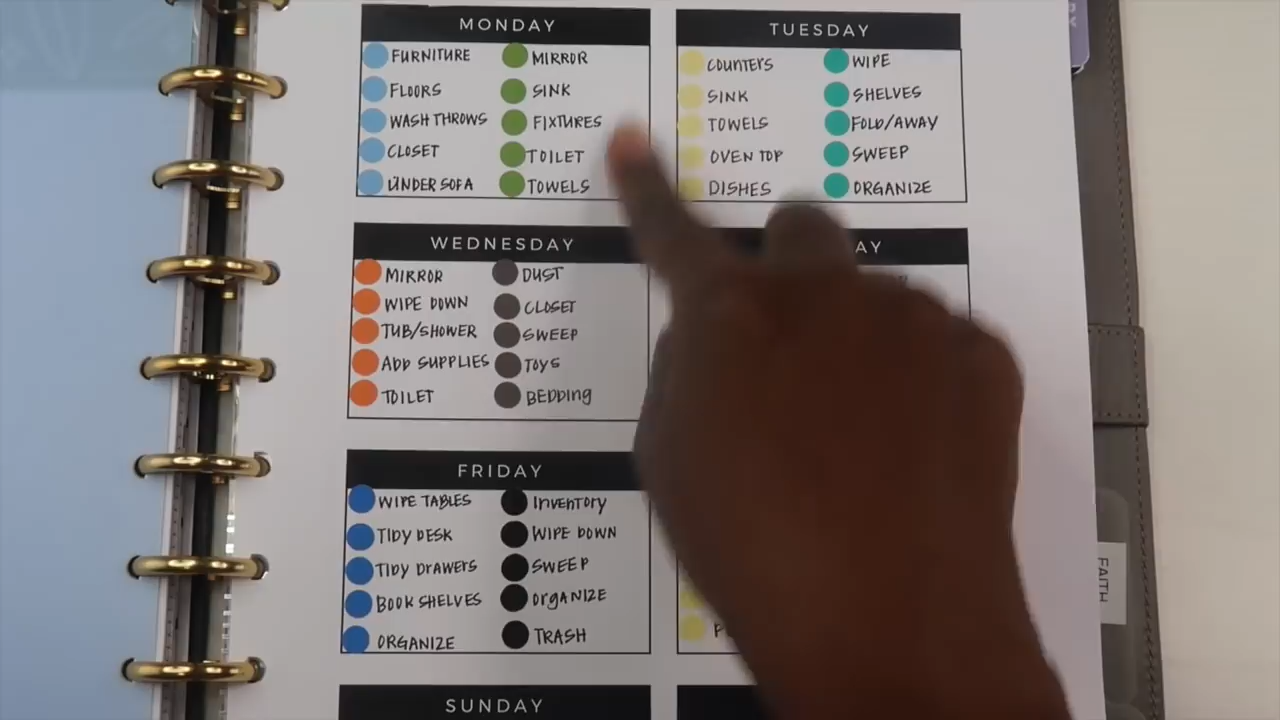 MONDAY
FURNITURE
FLOORS
WASH THROWS
CLOSET
UNDER SOFA
MIRROR
SINK
FIXTURES
TOILET
TOWELS
TUESDAY
COUNTERS
SINK
TOWELS
OVEN TOP
DISHES
WIPE
SHELVES
FOLD/AWAY
SWEEP
ORGANIZE
WEDNESDAY
MIRROR
WIPE DOWN
TUB/SHOWER
ADD SUPPLIES
TOILET
DUST
CLOSET
SWEEP
TOYS
BEDDING
AY
FRIDAY
WIPE TABLES
TIDY DESK
TIDY DRAWERS
BOOK SHELVES
ORGANIZE
INVENTORY
WIPE DOWN
SWEEP
ORGANIZE
TRASH
SUNDAY
FAITH